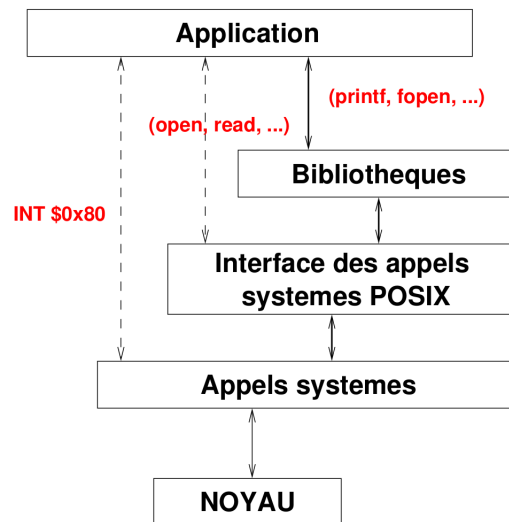 Application
(printf, fopen, ...)
(open, read, ...)
Bibliotheques
INT $0x80
Interface des appels
systemes POSIX
Appels systemes
NOYAU